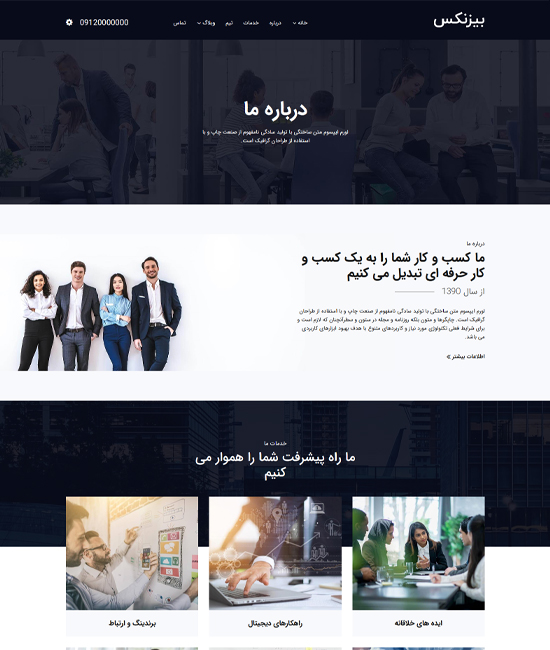 بیزنکس
خانه
درباره
خدمات
تیم
وبلاگ
تماس
09120000000
درباره ما
لورم ایپسوم متن ساختگی با تولید سادگی نامفهوم از صنعت چاپ و با
استفاده از طراحان گرافیک است.
درباره ما
ما کسب و کار شما را به یک کسب و
کار حرفه ای تبدیل می کنیم
از سال 1390
لورم ایپسوم متن ساختگی با تولید سادگی نامفهوم از صنعت چاپ و با استفاده از طراحان
گرافیک است. چاپگرها و متون بلکه روزنامه و مجله در ستون و سطرآنچنان که لازم است و
برای شرایط فعلی تکنولوژی مورد نیاز و کاربردهای متنوع با هدف بهبود ابزارهای کاربردی
می باشد.
اطلاعات بیشتر
خدمات ما
ما راه پیشرفت شما را هموار می
کنیم
ایده های خلاقانه
راهکارهای دیجیتال
برندینگ و ارتباط